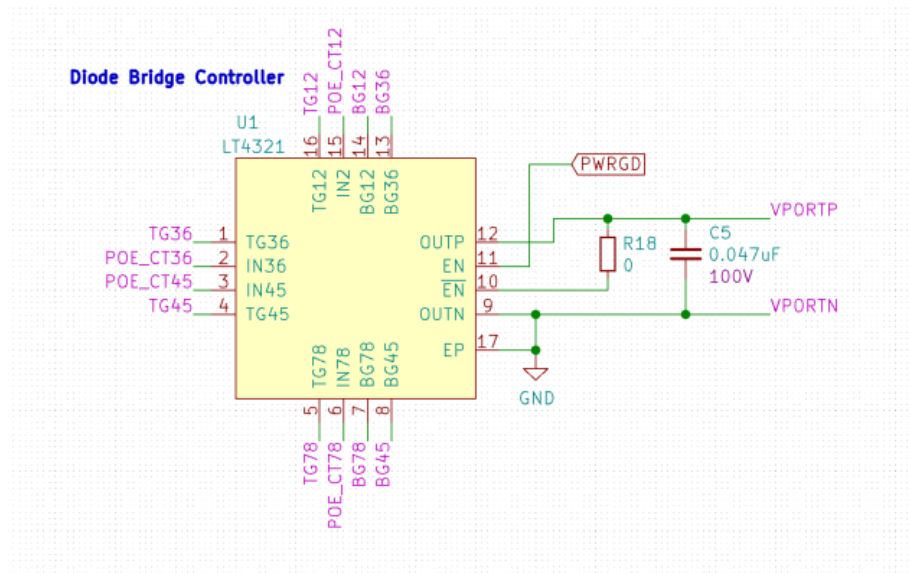 Diode Bridge Controller
TG12
POE_CT12
BG12
BG36
U1
LT4321
16
15
14
13
TG12
IN2
BG12
BG36
PWRGD
TG36
1
TG36
POE_CT36
2
IN36
POE_CT45
3
IN45
TG45
4
TG45
OUTP
12
EN
11
EN
10
OUTN
9
EP
17
VPORTP
R18
0
C5
0.047uF
100V
VPORTN
GND
TG78
IN78
BG78
BG45
5
6
7
8
TG78
POE_CT78
BG78
BG45